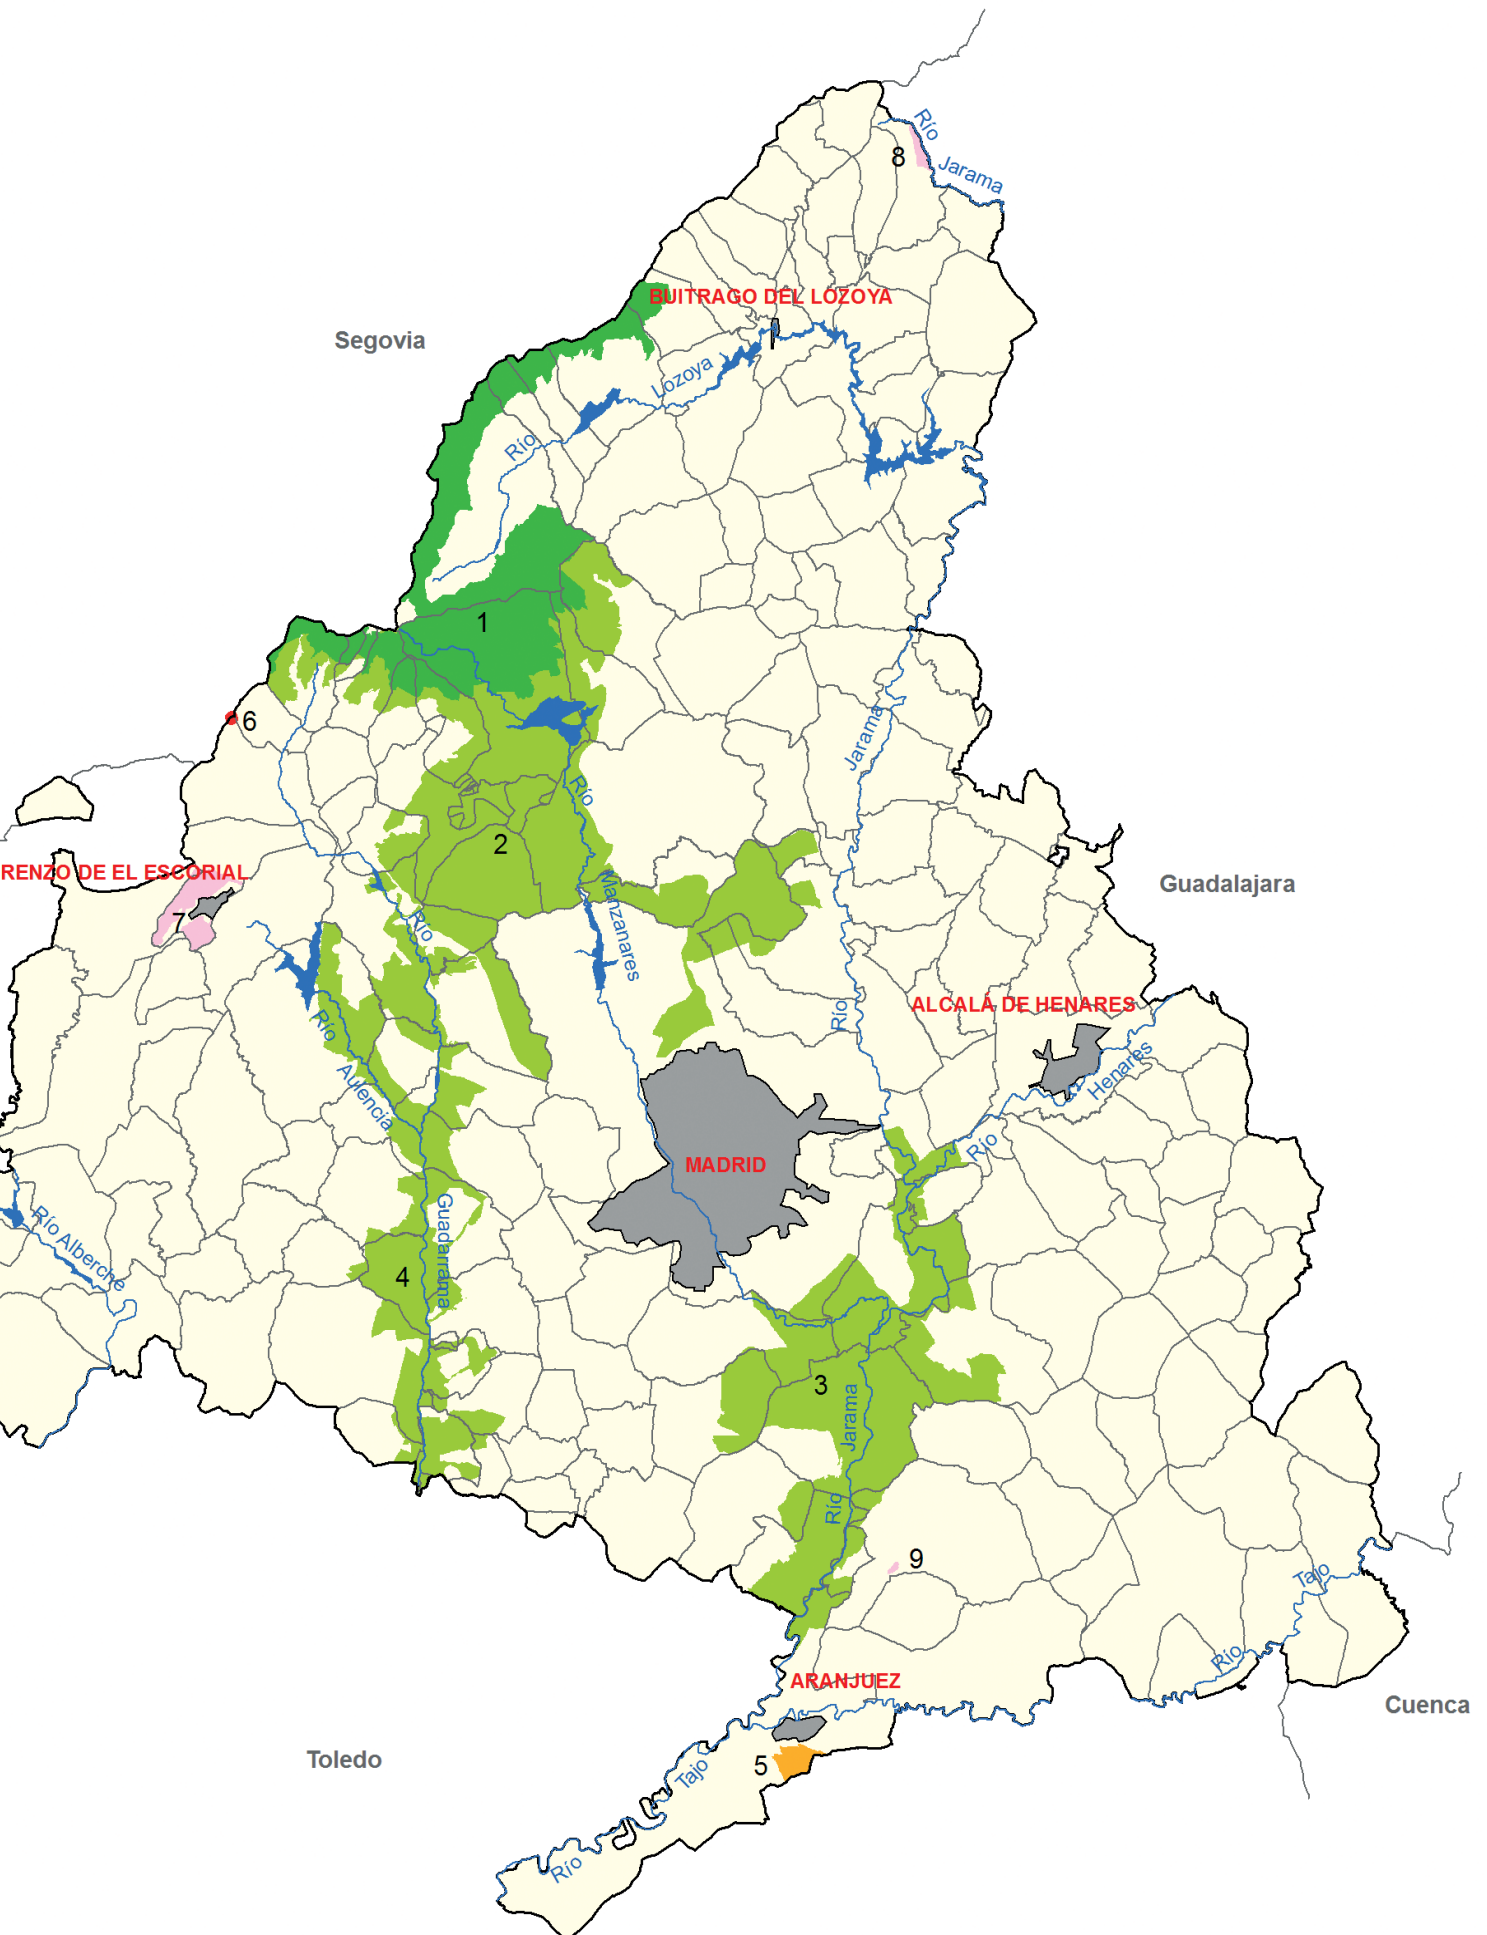 Río
Jarama
8
BUITRAGO DEL LOZOYA
Segovia
Lozoya
Río
1
6
Jarama
Río
2
RENZO DE EL ESCORIAL
Manzanares
Guadalajara
7
Río
ALCALÁ DE HENARES
Río
Río
Henares
Aulencia
Río
MADRID
Guadarrama
Río Alberche
4
3
Jarama
Río
9
Tajo
Río
ARANJUEZ
Cuenca
Toledo
5
Tajo
Río